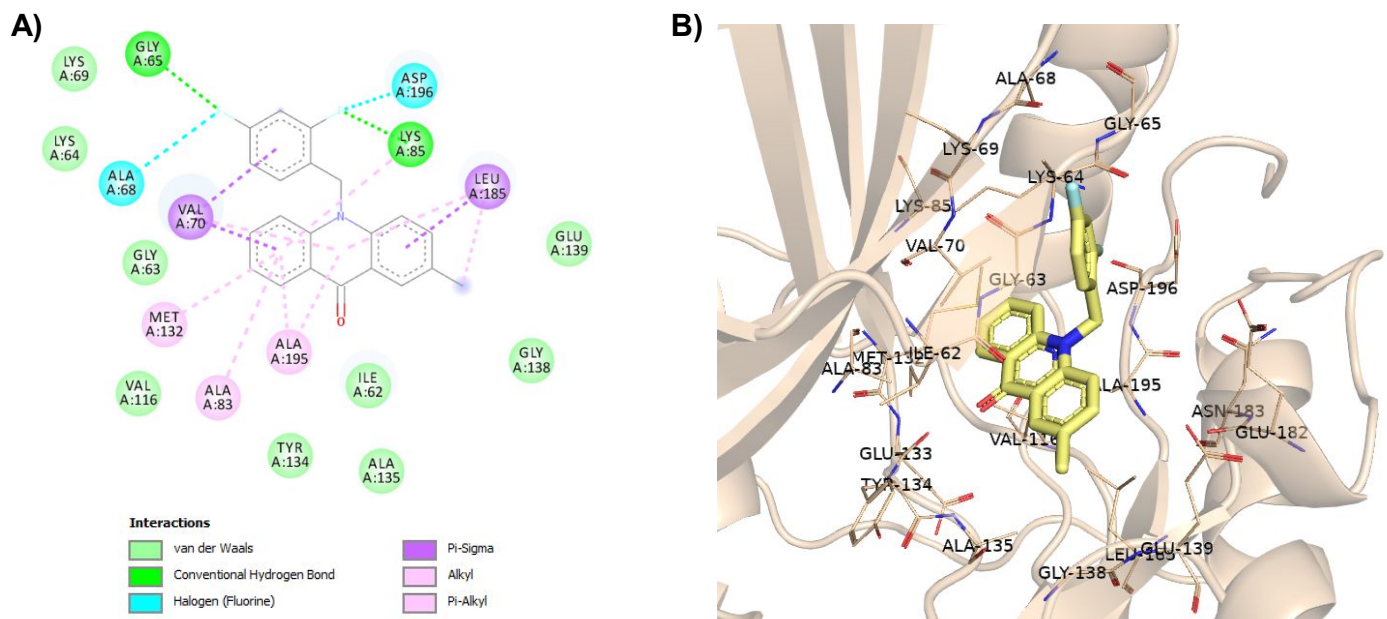 A)
GLY
A:65
LYS
A:69
ASP
A:196
LYS
A:64
LYS
A:85
ALA
A:68
LEU
A:185
VAL
A:70
N
GLU
A:139
GLY
A:63
MET
A:132
O
ALA
A:195
GLY
A:138
ILE
A:62
VAL
A:116
ALA
A:83
TYR
A:134
ALA
A:135
Interactions
van der Waals
Conventional Hydrogen Bond
Halogen (Fluorine)
Pi-Sigma
Alkyl
Pi-Alkyl
B)
ALA-68
GLY-65
LYS-69
LYS-64
LYS-85
VAL-70
GLY-63
ASP-196
ILE-62
ALA-83
ALA-195
ASN-183
GLU-182
VAL-116
GLU-133
TYR-134
ALA-135
GLU-139
GLY-138